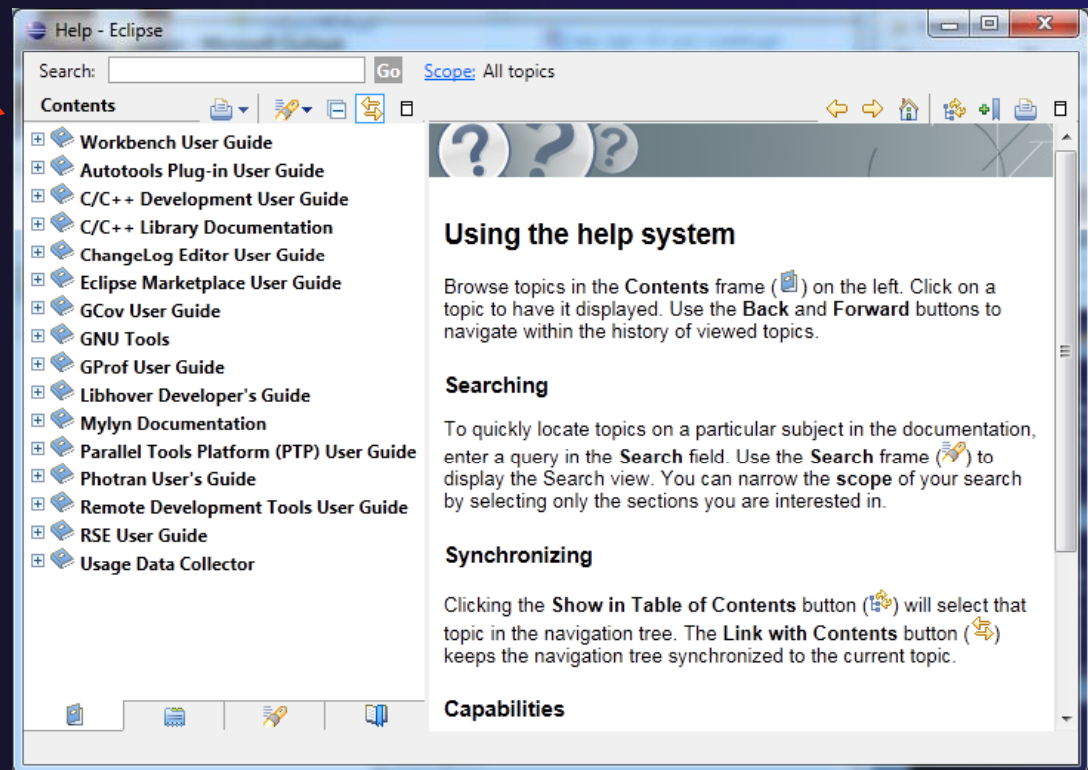 Help - Eclipse
Search:
Go
Scope: All topics
Contents
Workbench User Guide
Autotools Plug-in User Guide
C/C++ Development User Guide
C/C++ Library Documentation
ChangeLog Editor User Guide
Eclipse Marketplace User Guide
GCov User Guide
GNU Tools
GProf User Guide
Libhover Developer's Guide
Mylyn Documentation
Parallel Tools Platform (PTP) User Guide
Photran User's Guide
Remote Development Tools User Guide
RSE User Guide
Usage Data Collector
Using the help system
Browse topics in the Contents frame ( ) on the left. Click on a
topic to have it displayed. Use the Back and Forward buttons to
navigate within the history of viewed topics.
Searching
To quickly locate topics on a particular subject in the documentation,
enter a query in the Search field. Use the Search frame ( ) to
display the Search view. You can narrow the scope of your search
by selecting only the sections you are interested in.
Synchronizing
Clicking the Show in Table of Contents button ( ) will select that
topic in the navigation tree. The Link with Contents button ( )
keeps the navigation tree synchronized to the current topic.
Capabilities